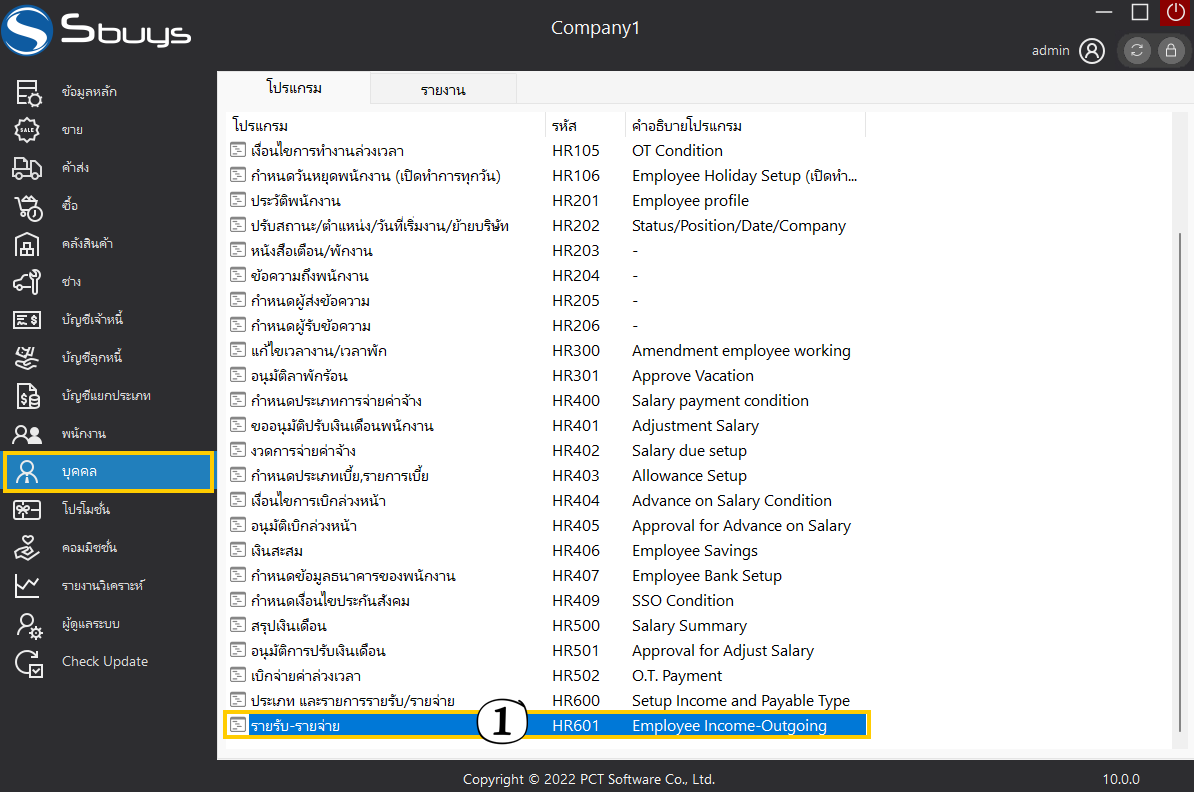 Sbuys
Company1
admin
ข้อมูลหลัก
ขาย
ค้าส่ง
ซื้อ
คลังสินค้า
ช่าง
บัญชีเจ้าหนี้
บัญชีลูกหนี้
บัญชีแยกประเภท
พนักงาน
บุคคล
โปรโมชั่น
คอมมิชชั่น
รายงานวิเคราะห์
ผู้ดูแลระบบ
Check Update
โปรแกรม รายงาน
โปรแกรม รหัส คำอธิบายโปรแกรม
เงื่อนไขการทำงานล่วงเวลา HR105 OT Condition
กำหนดวันหยุดพนักงาน (เปิดทำการทุกวัน) HR106 Employee Holiday Setup (เปิดทำ...
ประวัติพนักงาน HR201 Employee profile
ปรับสถานะ/ตำแหน่ง/วันที่เริ่มงาน/ย้ายบริษัท HR202 Status/Position/Date/Company
หนังสือเตือน/พักงาน HR203 -
ข้อความถึงพนักงาน HR204 -
กำหนดผู้ส่งข้อความ HR205 -
กำหนดผู้รับข้อความ HR206 -
แก้ไขเวลางาน/เวลาพัก HR300 Amendment employee working
อนุมัติลาพักร้อน HR301 Approve Vacation
กำหนดประเภทการจ่ายค่าจ้าง HR400 Salary payment condition
ขออนุมัติปรับเงินเดือนพนักงาน HR401 Adjustment Salary
งวดการจ่ายค่าจ้าง HR402 Salary due setup
กำหนดประเภทเบี้ย,รายการเบี้ย HR403 Allowance Setup
เงื่อนไขการเบิกล่วงหน้า HR404 Advance on Salary Condition
อนุมัติเบิกล่วงหน้า HR405 Approval for Advance on Salary
เงินสะสม HR406 Employee Savings
กำหนดข้อมูลธนาคารของพนักงาน HR407 Employee Bank Setup
กำหนดเงื่อนไขประกันสังคม HR409 SSO Condition
สรุปเงินเดือน HR500 Salary Summary
อนุมัติการปรับเงินเดือน HR501 Approval for Adjust Salary
เบิกจ่ายค่าล่วงเวลา HR502 O.T. Payment
ประเภท และรายการรายรับ/รายจ่าย HR600 Setup Income and Payable Type
รายรับ-รายจ่าย 1 HR601 Employee Income-Outgoing
Copyright © 2022 PCT Software Co., Ltd. 10.0.0